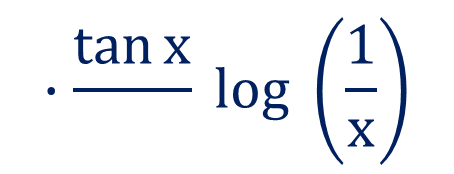 · tan x log (1/x)